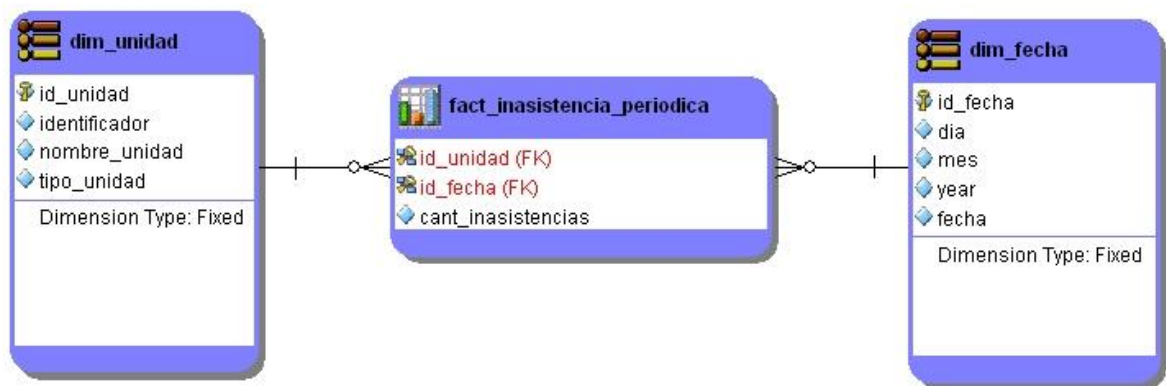 dim_unidad
id_unidad
identificador
nombre_unidad
tipo_unidad
Dimension Type: Fixed
fact_inasistencia_periodica
id_unidad (FK)
id_fecha (FK)
cant_inasistencias
dim_fecha
id_fecha
dia
mes
year
fecha
Dimension Type: Fixed